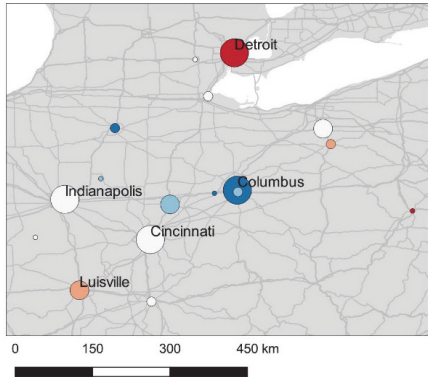 Detroit
Columbus
Indianapolis
Cincinnati
Luisville
0 150 300 450 km